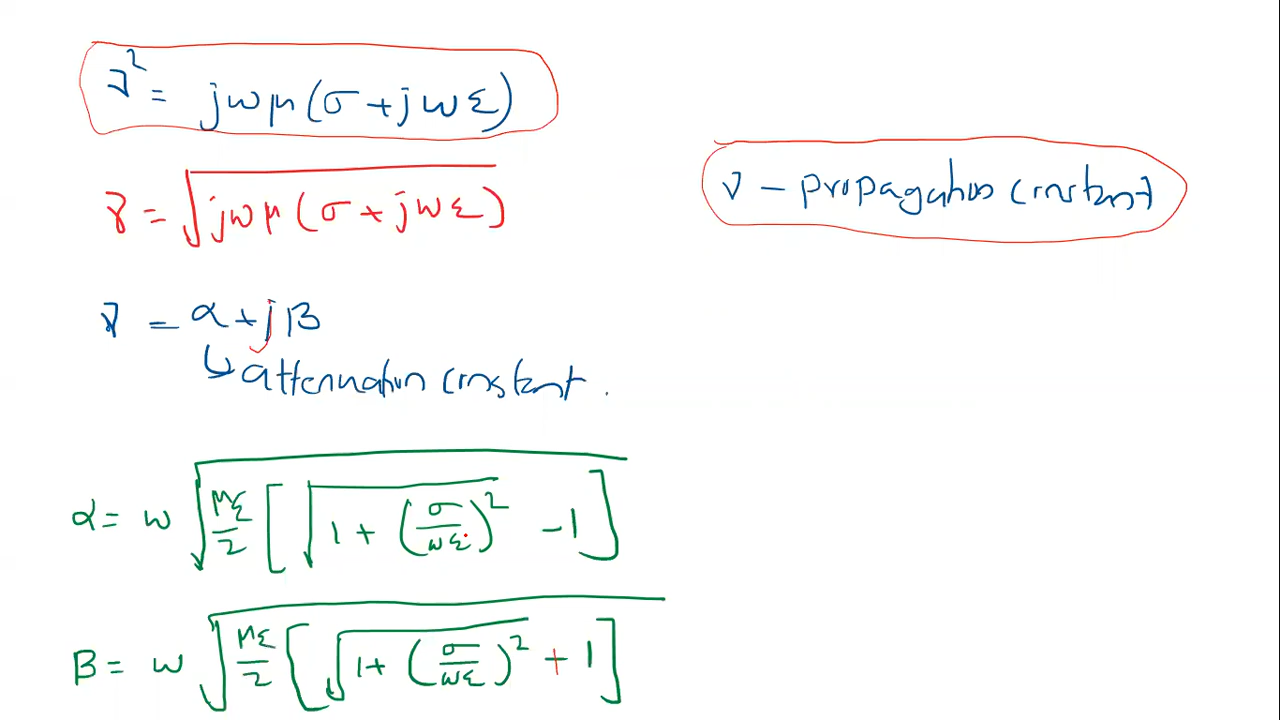 γ² = jωμ(σ + jωε)
γ = √(jωμ(σ + jωε))
γ – propagation constant
γ = α + jβ
↳ attenuation constant.
α = ω √(με/2 [√(1 + (σ/ωε)²) − 1])
β = ω √(με/2 [√(1 + (σ/ωε)²) + 1])